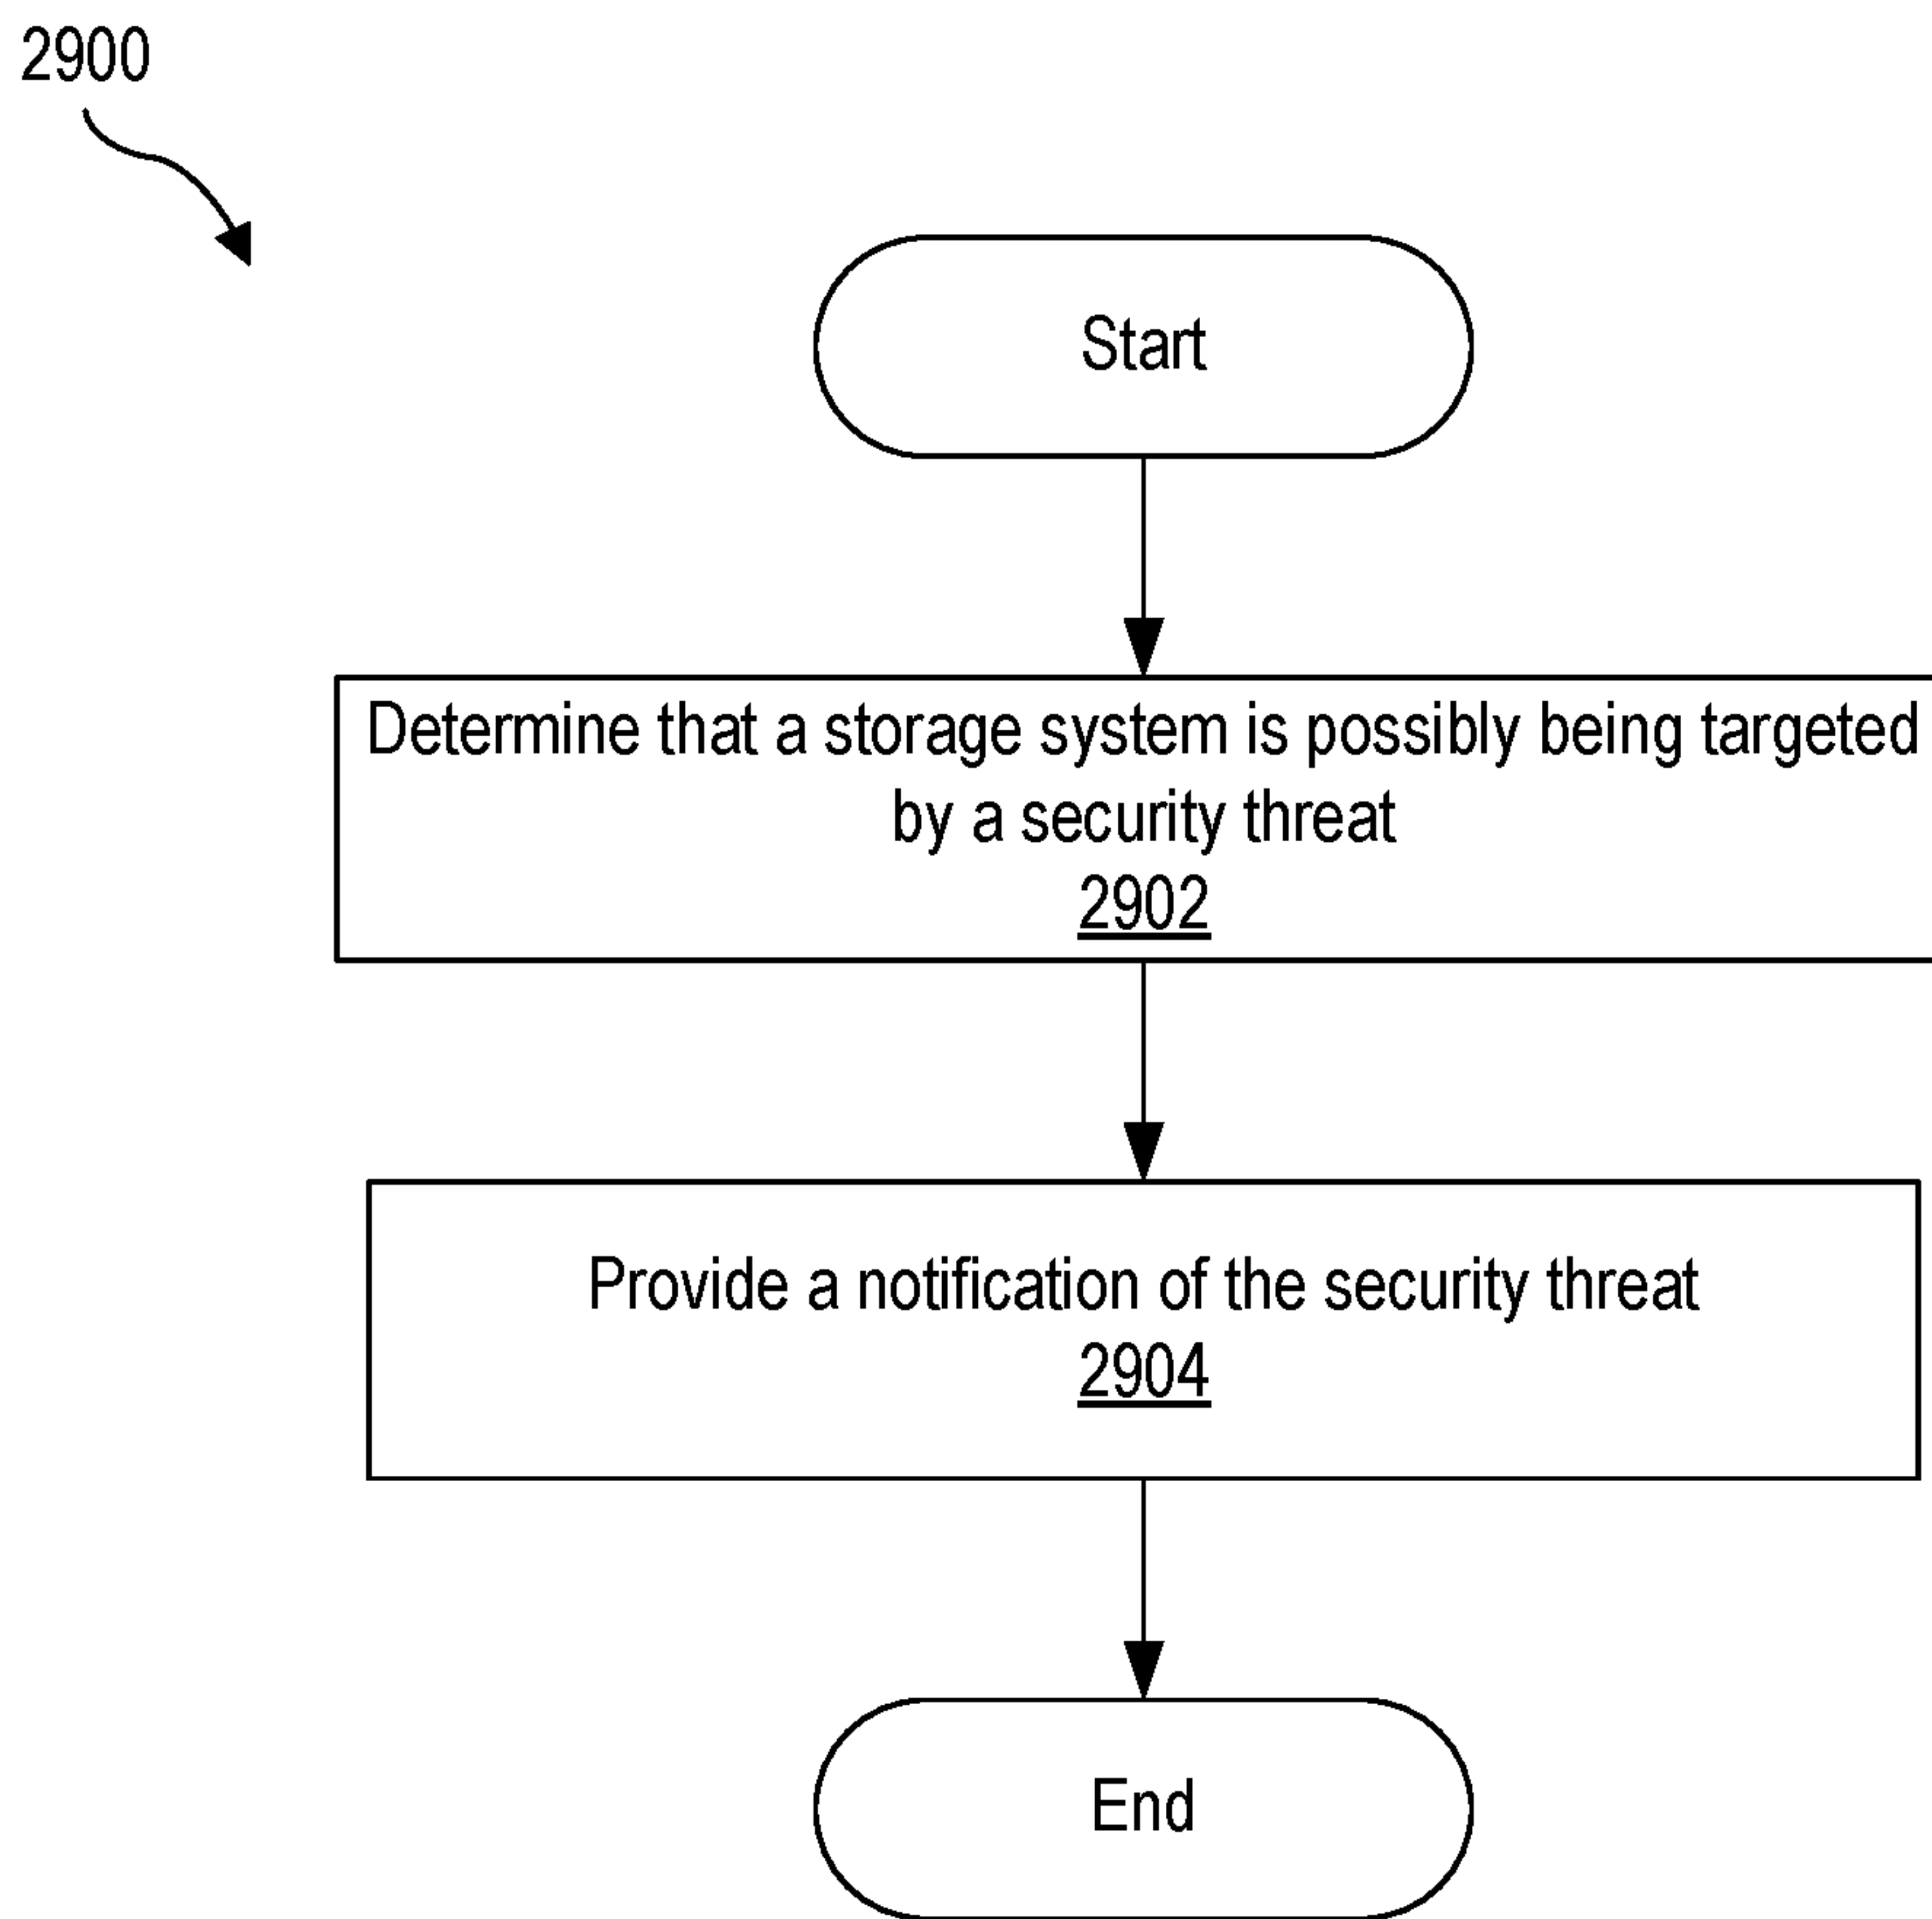 2900
Start
Determine that a storage system is possibly being targeted
by a security threat
2902
Provide a notification of the security threat
2904
End